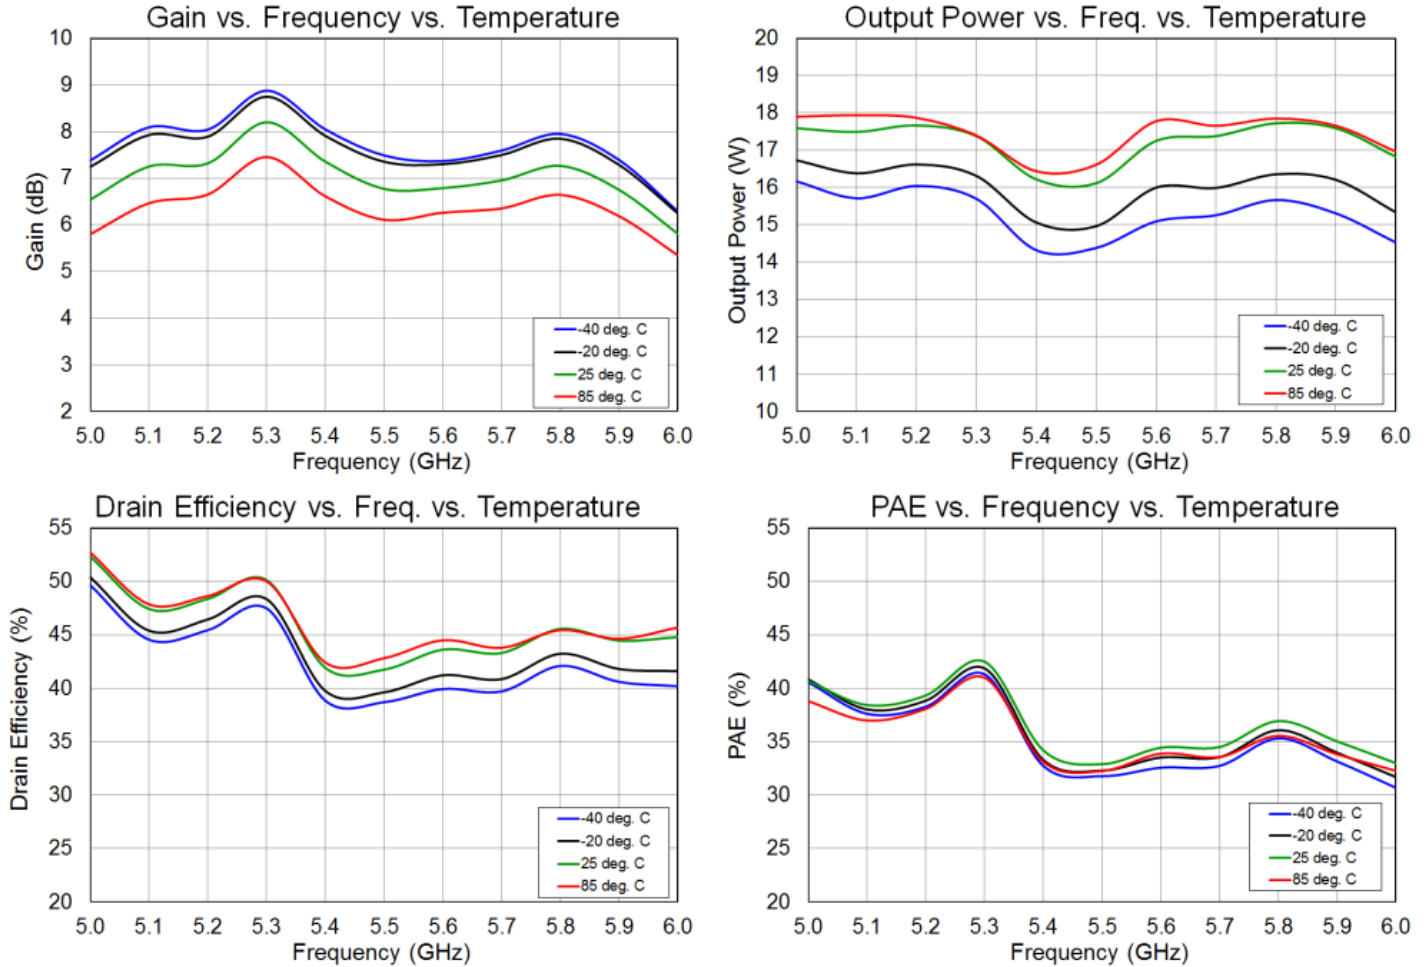 Gain vs. Frequency vs. Temperature
10
9
8
7
6
5
4
3
2
Gain (dB)
-40 deg. C
-20 deg. C
25 deg. C
85 deg. C
5.0 5.1 5.2 5.3 5.4 5.5 5.6 5.7 5.8 5.9 6.0
Frequency (GHz)
Output Power vs. Freq. vs. Temperature
20
19
18
17
16
15
14
13
12
11
10
Output Power (W)
-40 deg. C
-20 deg. C
25 deg. C
85 deg. C
5.0 5.1 5.2 5.3 5.4 5.5 5.6 5.7 5.8 5.9 6.0
Frequency (GHz)
Drain Efficiency vs. Freq. vs. Temperature
55
50
45
40
35
30
25
20
Drain Efficiency (%)
-40 deg. C
-20 deg. C
25 deg. C
85 deg. C
5.0 5.1 5.2 5.3 5.4 5.5 5.6 5.7 5.8 5.9 6.0
Frequency (GHz)
PAE vs. Frequency vs. Temperature
55
50
45
40
35
30
25
20
PAE (%)
-40 deg. C
-20 deg. C
25 deg. C
85 deg. C
5.0 5.1 5.2 5.3 5.4 5.5 5.6 5.7 5.8 5.9 6.0
Frequency (GHz)